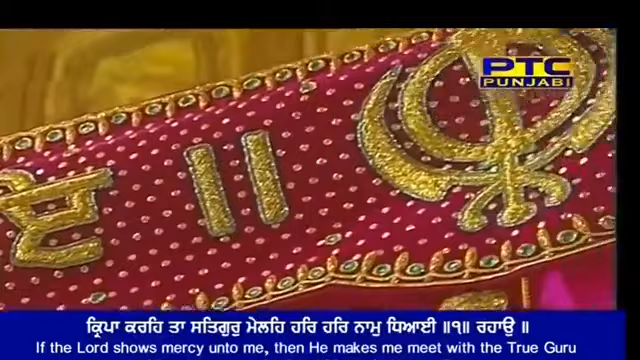 PTC
PUNJABI
ਕ੍ਰਿਪਾ ਕਰਹਿ ਤਾ ਸਤਿਗੁਰੁ ਮੇਲਹਿ ਹਰਿ ਹਰਿ ਨਾਮੁ ਧਿਆਈ ॥੧॥ ਰਹਾਉ ॥
If the Lord shows mercy unto me, then He makes me meet with the True Guru